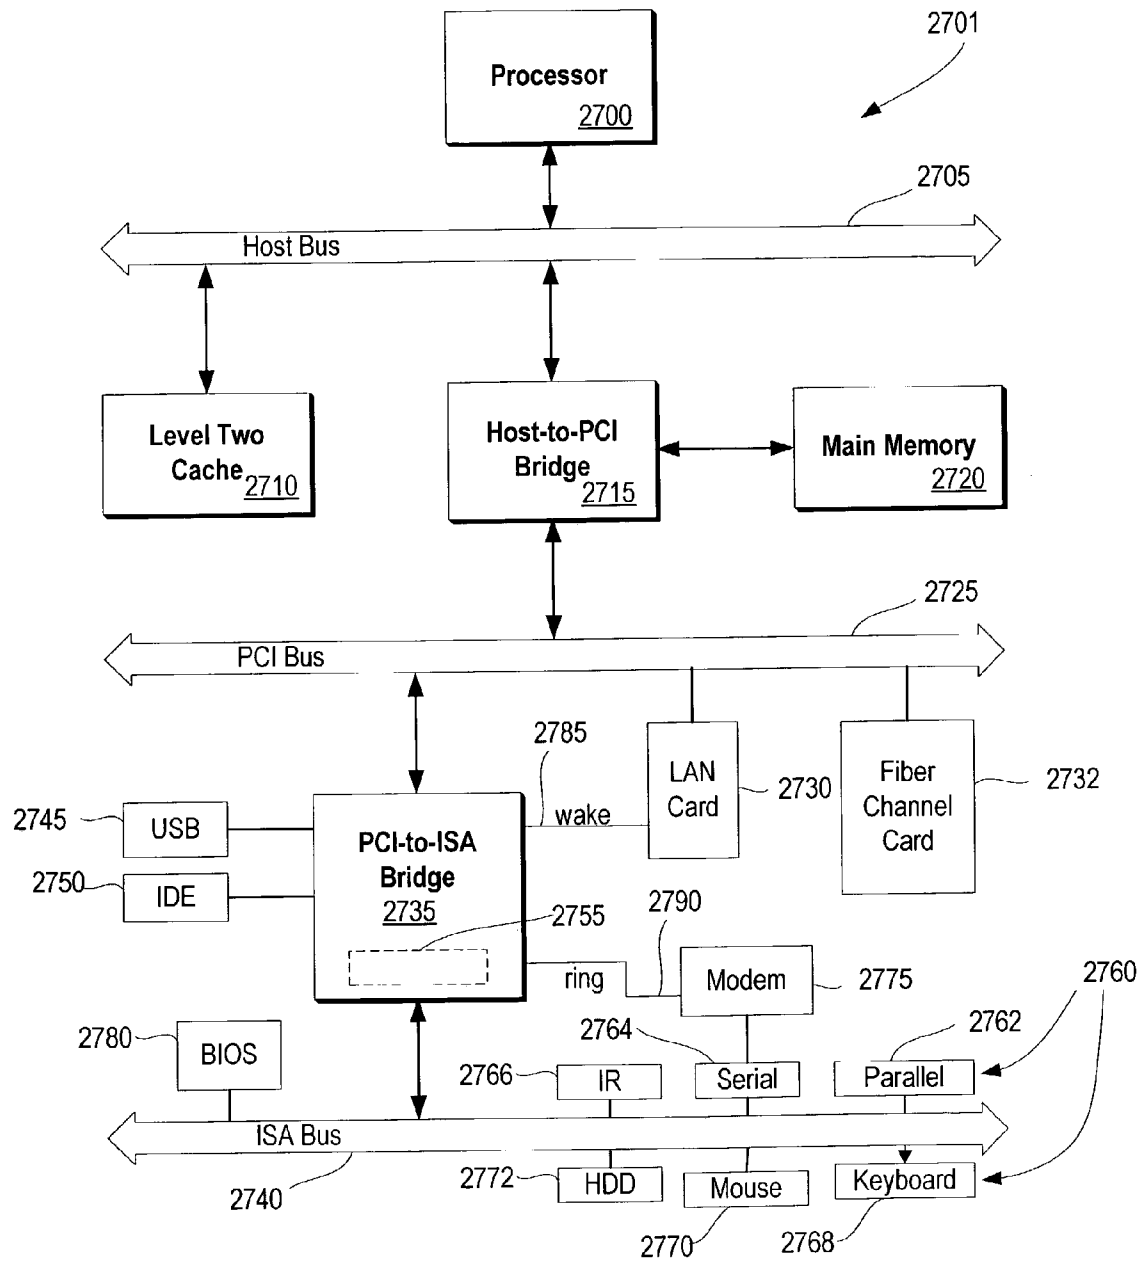 2701
Processor
2700
2705
Host Bus
Level Two
Cache
2710
Host-to-PCI
Bridge
2715
Main Memory
2720
2725
PCI Bus
2785
LAN
Card
2730
Fiber
Channel
Card
2732
wake
2745
USB
PCI-to-ISA
Bridge
2735
2750
IDE
2755
2790
ring
Modem
2775
2760
2780
BIOS
2764
2762
2766
IR
Serial
Parallel
ISA Bus
2740
2772
HDD
Mouse
Keyboard
2770
2768